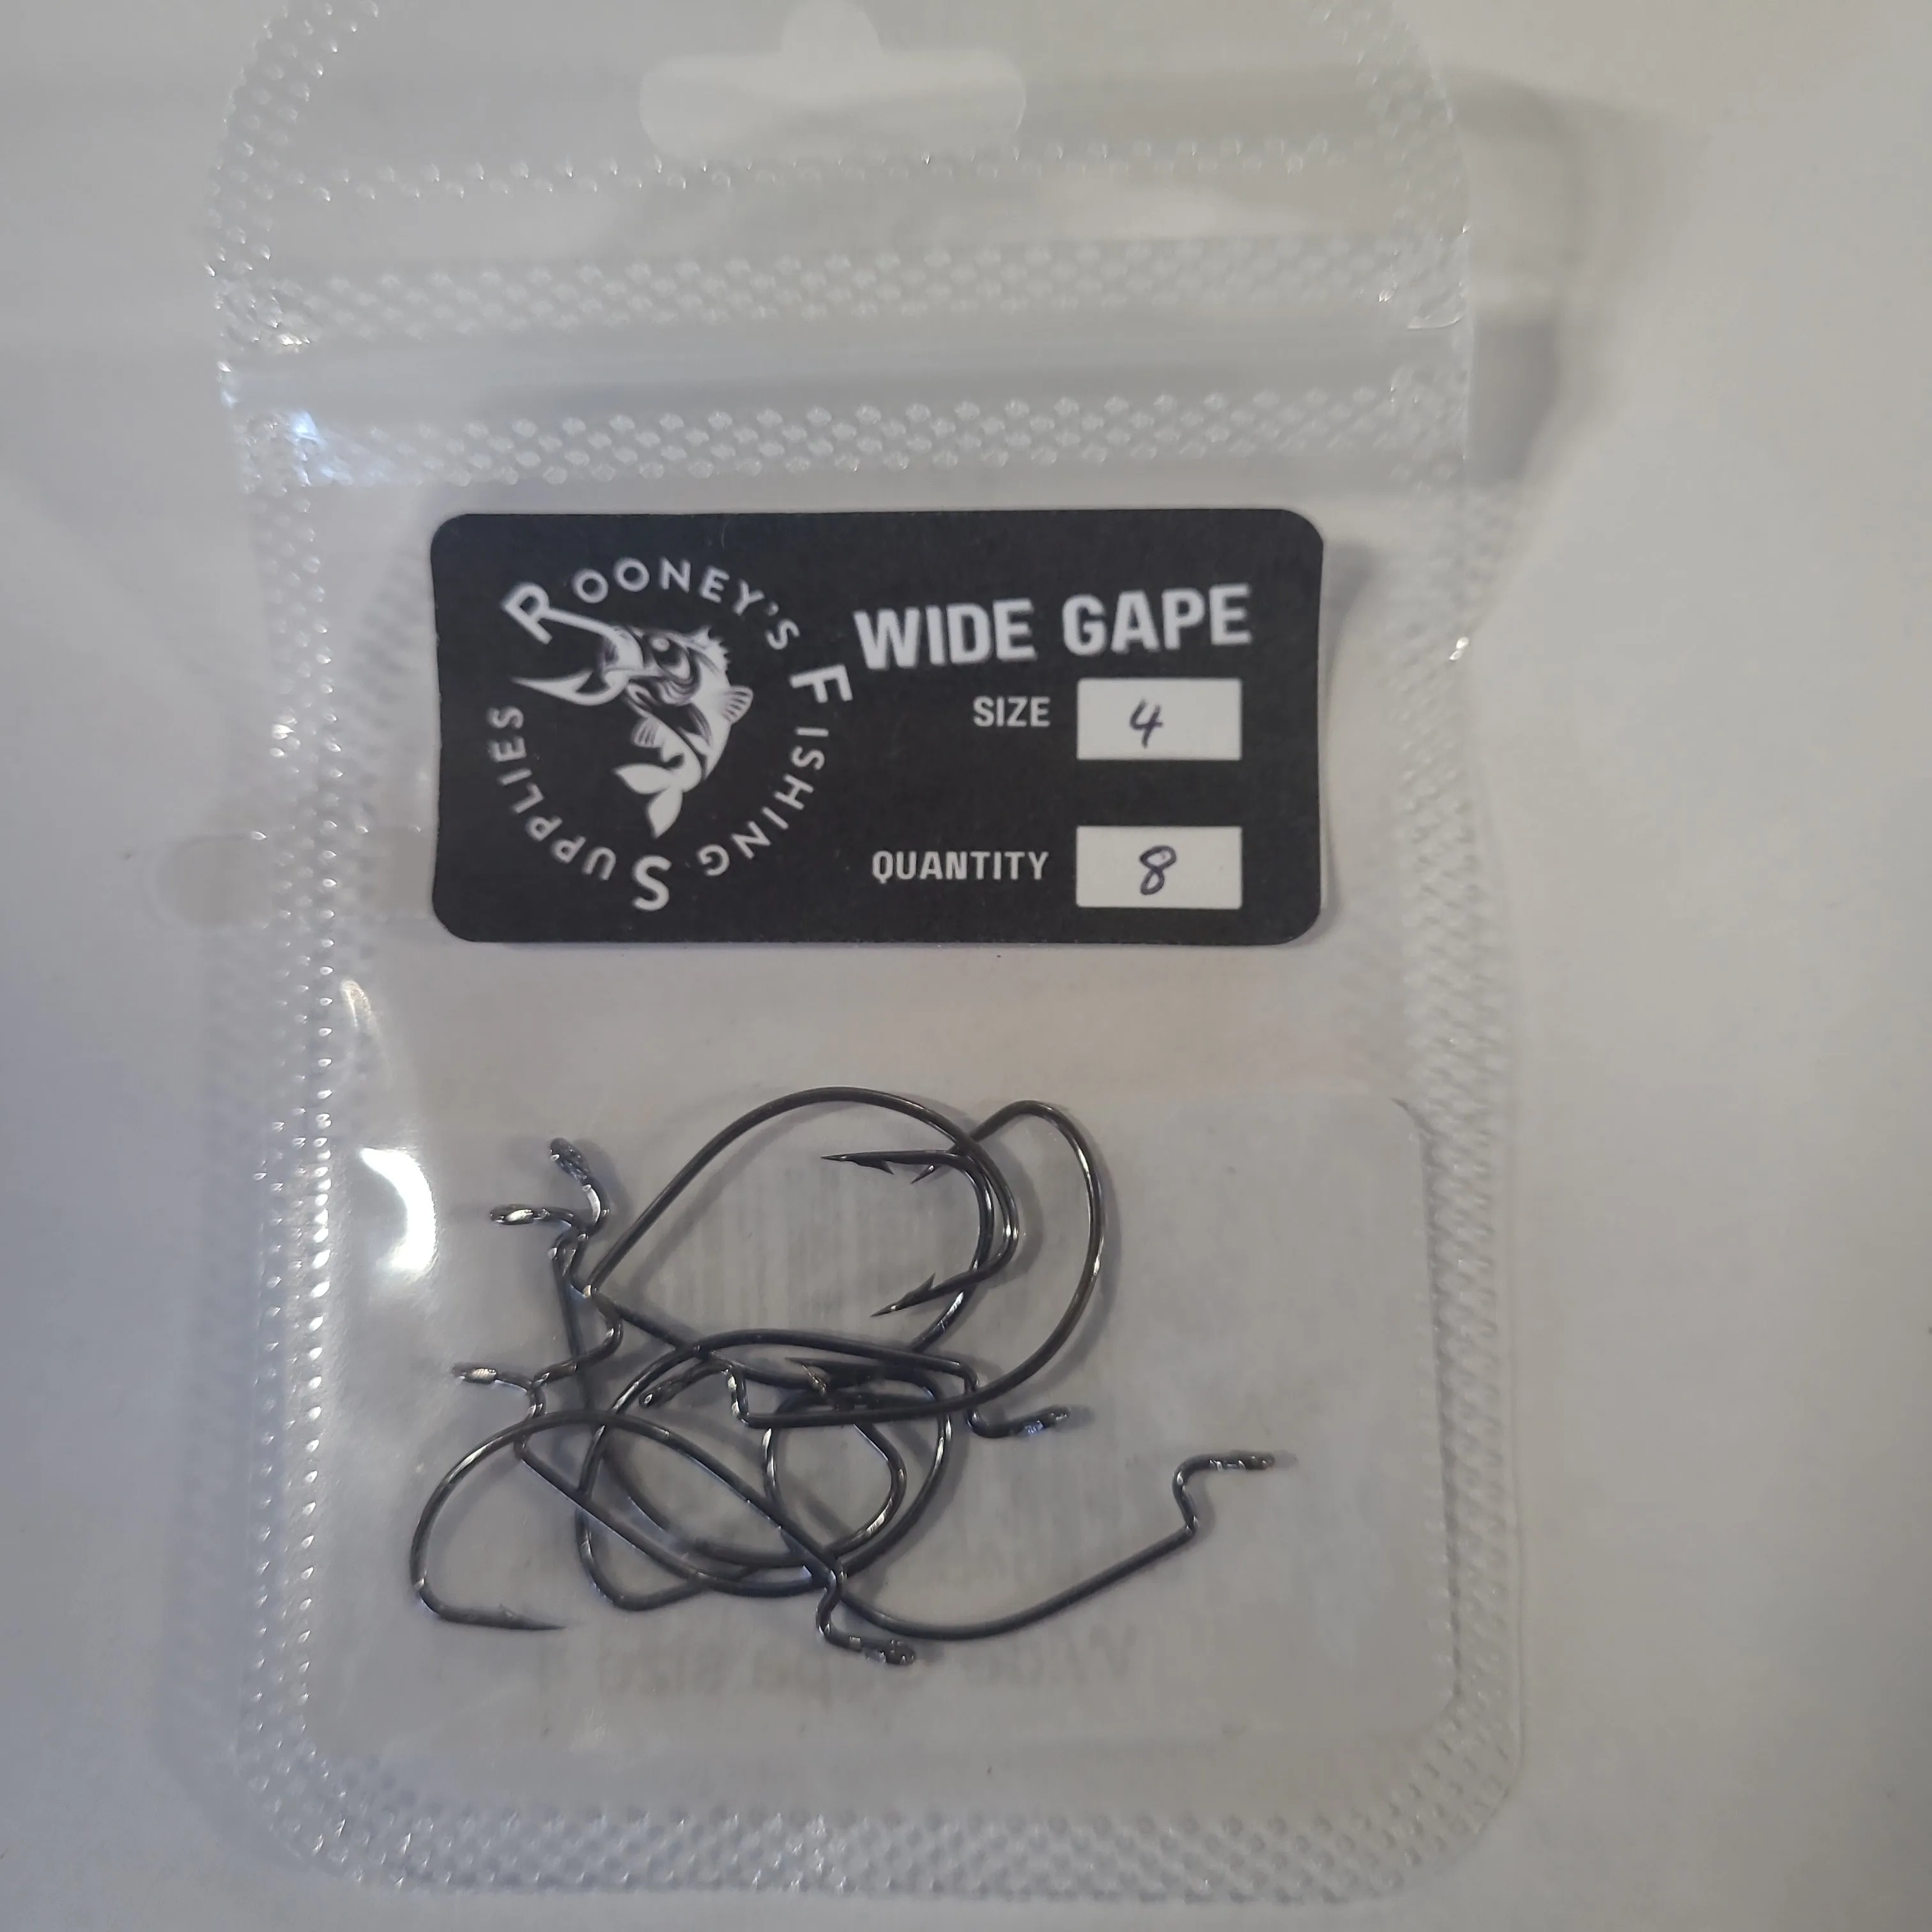 ROONEY'S FISHING SUPPLIES
WIDE GAPE
SIZE 4
QUANTITY 8